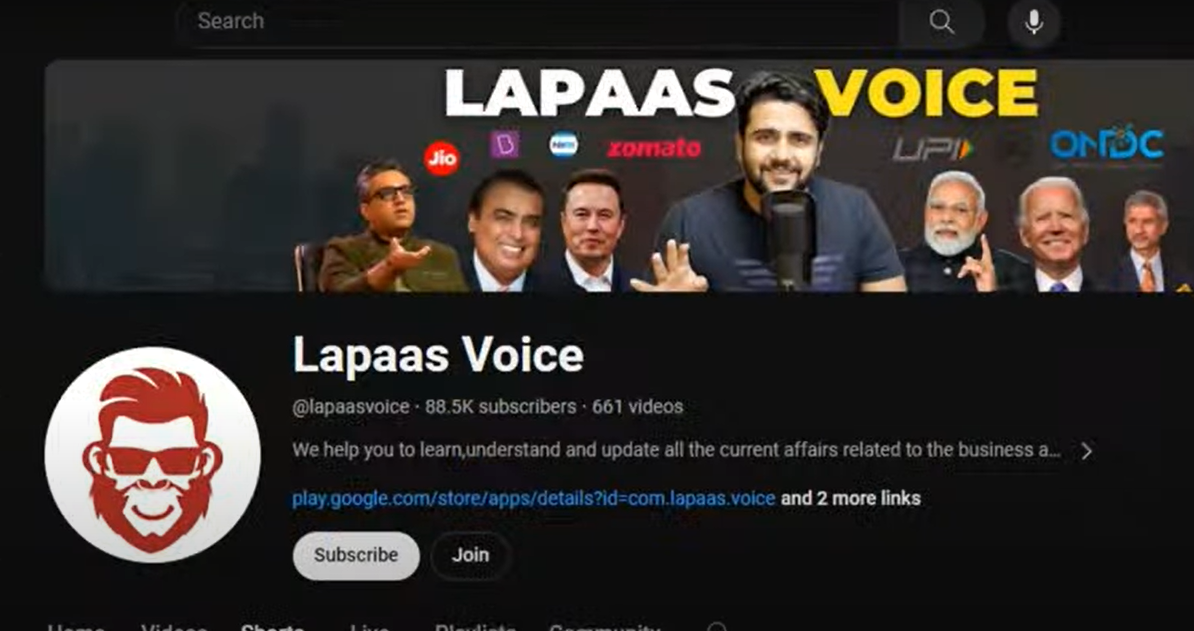 Search
LAPAAS VOICE
Jio
Paytm
zomato
UPI
ONDC
Lapaas Voice
@lapaasvoice · 88.5K subscribers · 661 videos
We help you to learn,understand and update all the current affairs related to the business a...
play.google.com/store/apps/details?id=com.lapaas.voice and 2 more links
Subscribe Join
Home Videos Shorts Live Playlists Community